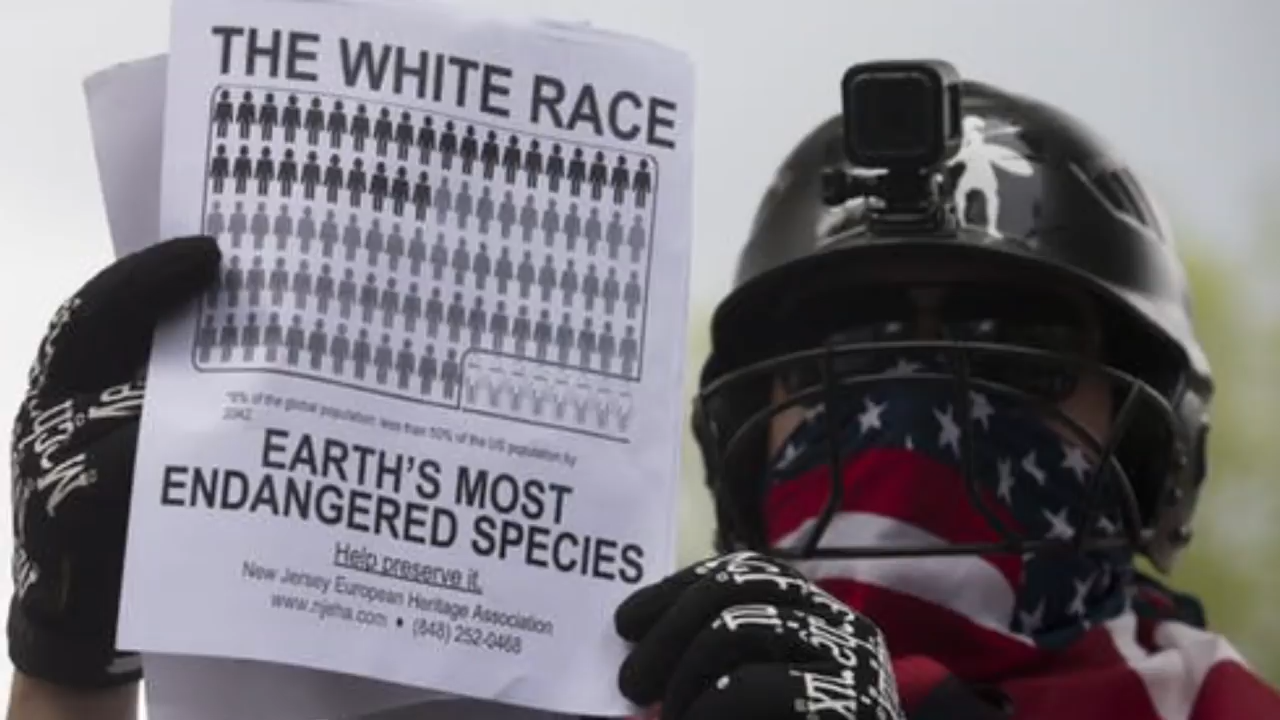 THE WHITE RACE
*8% of the global population; less than 50% of the US population by
2042.
EARTH'S MOST
ENDANGERED SPECIES
Help preserve it.
New Jersey European Heritage Association
www.njeha.com • (848) 252-0468